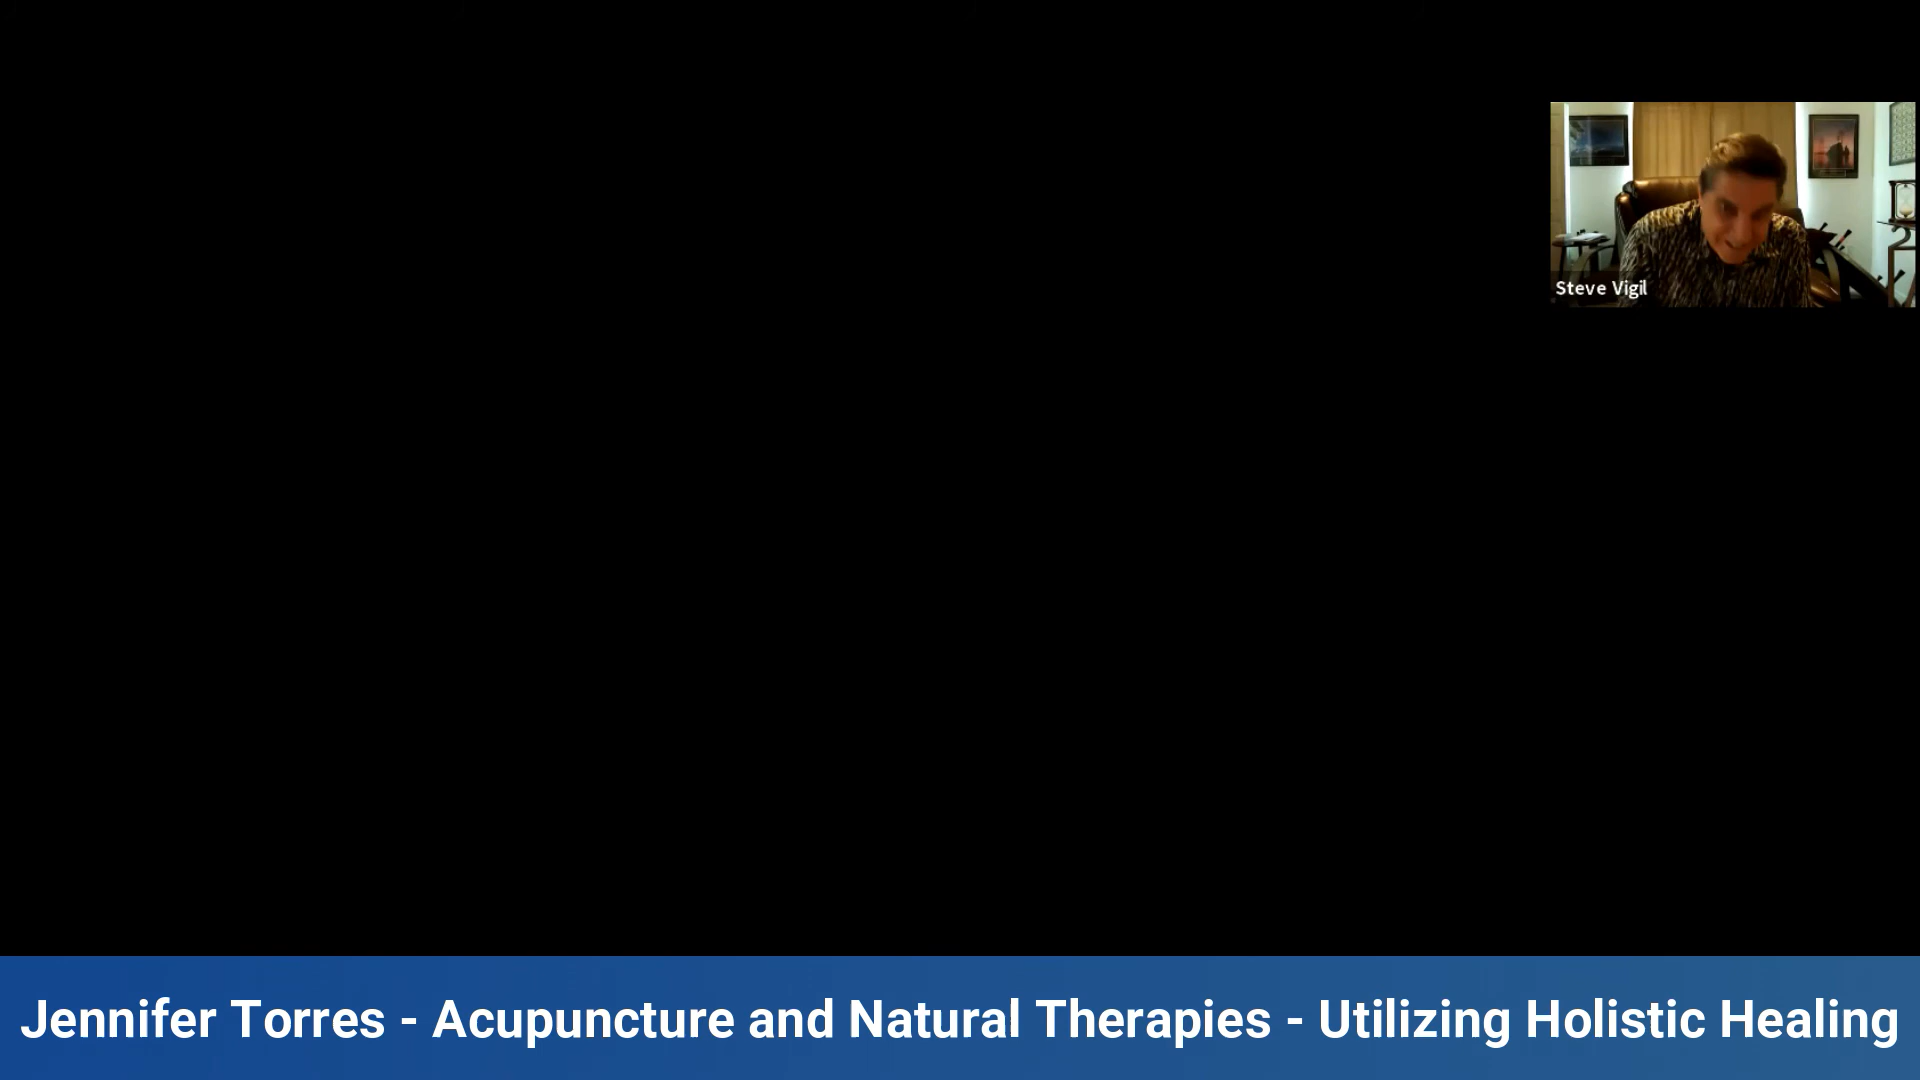 Steve Vigil
Jennifer Torres - Acupuncture and Natural Therapies - Utilizing Holistic Healing